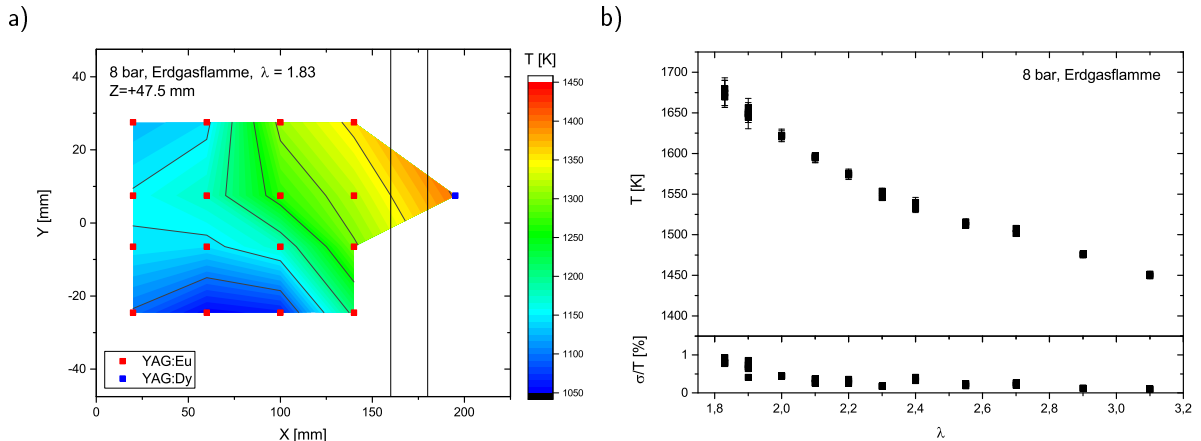 a)
8 bar, Erdgasflamme, λ = 1.83
Z=+47.5 mm
40
20
0
-20
-40
Y [mm]
YAG:Eu
YAG:Dy
0
50
100
150
200
X [mm]
T [K]
1450
1400
1350
1300
1250
1200
1150
1100
1050
b)
8 bar, Erdgasflamme
1700
1650
1600
1550
1500
1450
1400
T [K]
1
0
σ/T [%]
1,8
2,0
2,2
2,4
2,6
2,8
3,0
3,2
λ